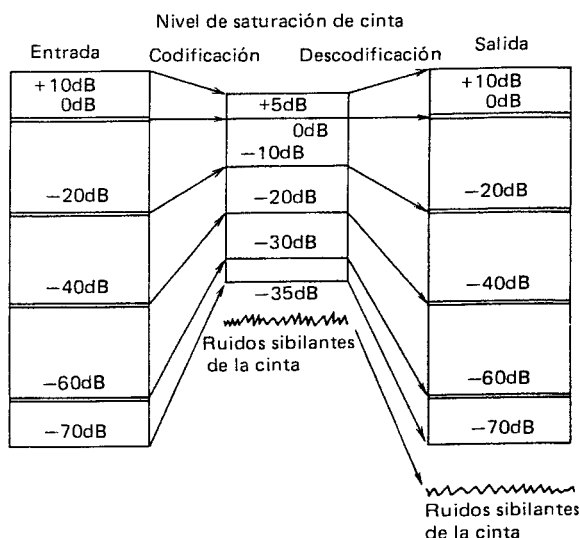 Nivel de saturación de cinta
Entrada
Codificación
Descodificación
Salida
+10dB
0dB
−20dB
−40dB
−60dB
−70dB
+5dB
0dB
−10dB
−20dB
−30dB
−35dB
Ruidos sibilantes
de la cinta
+10dB
0dB
−20dB
−40dB
−60dB
−70dB
Ruidos sibilantes
de la cinta